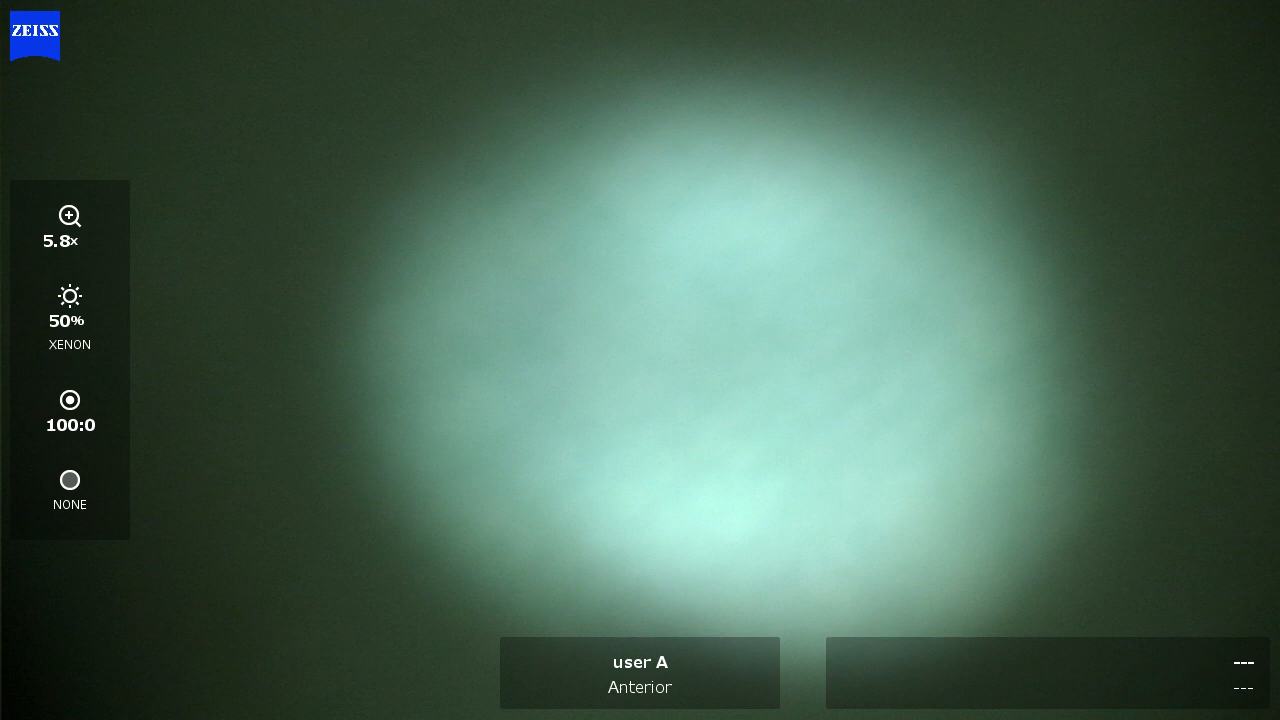 ZEISS
5.8×
50%
XENON
100:0
NONE
user A
Anterior
---
---